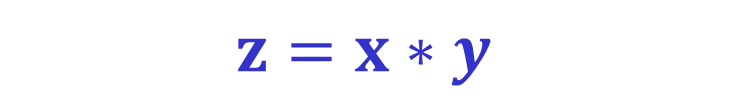 z = x * y